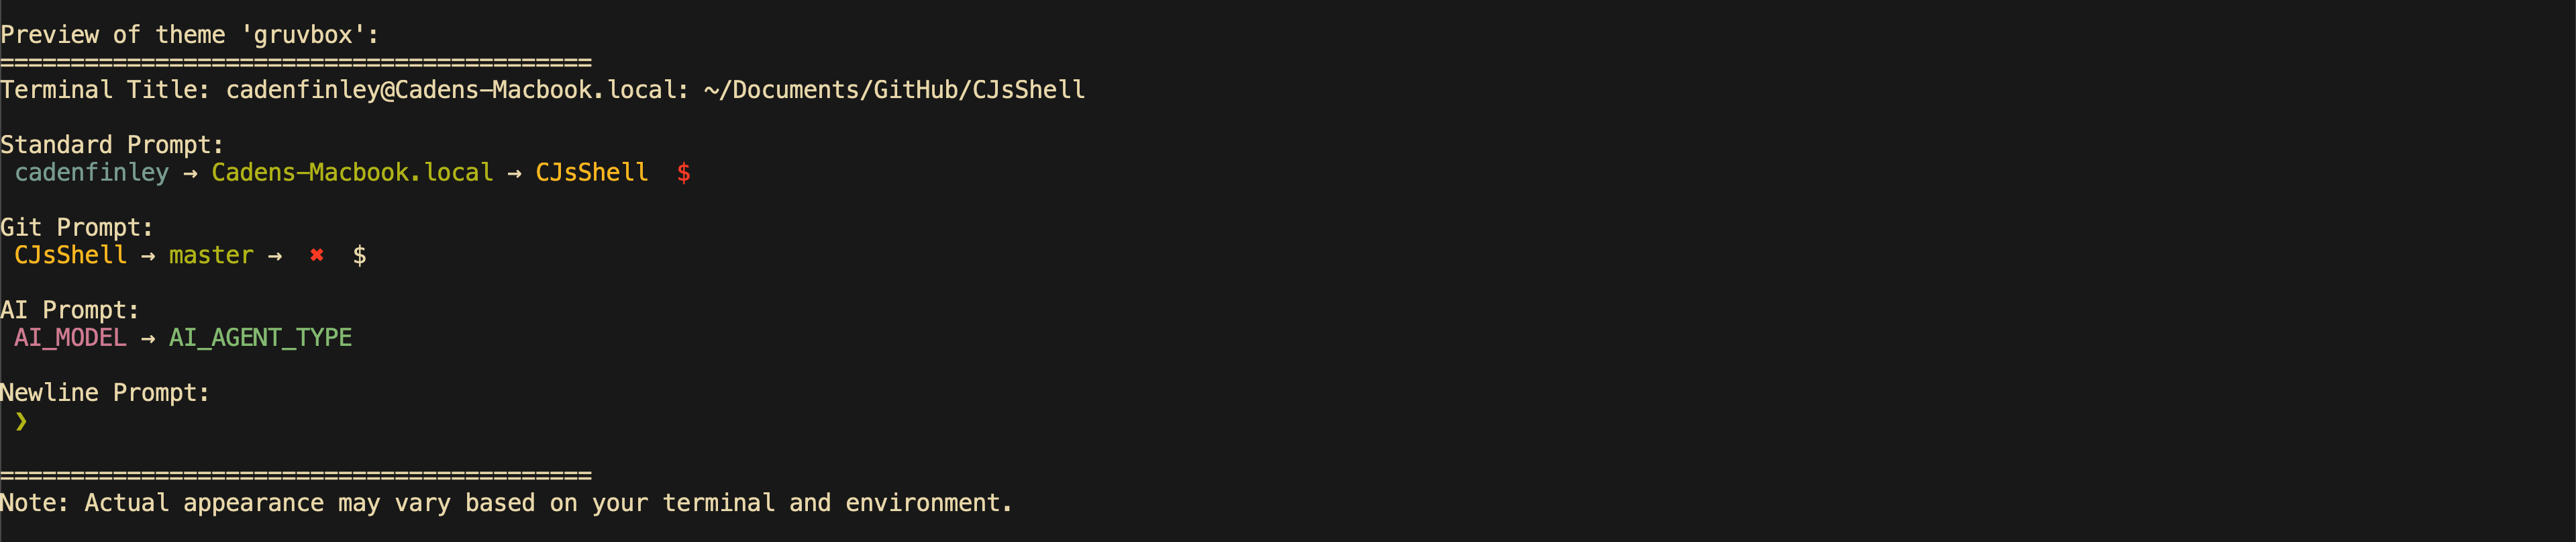 Preview of theme 'gruvbox':
==========================================
Terminal Title: cadenfinley@Cadens-Macbook.local: ~/Documents/GitHub/CJsShell
Standard Prompt:
cadenfinley → Cadens-Macbook.local → CJsShell  $
Git Prompt:
CJsShell → master →  ✖  $
AI Prompt:
AI_MODEL → AI_AGENT_TYPE
Newline Prompt:
❯
==========================================
Note: Actual appearance may vary based on your terminal and environment.